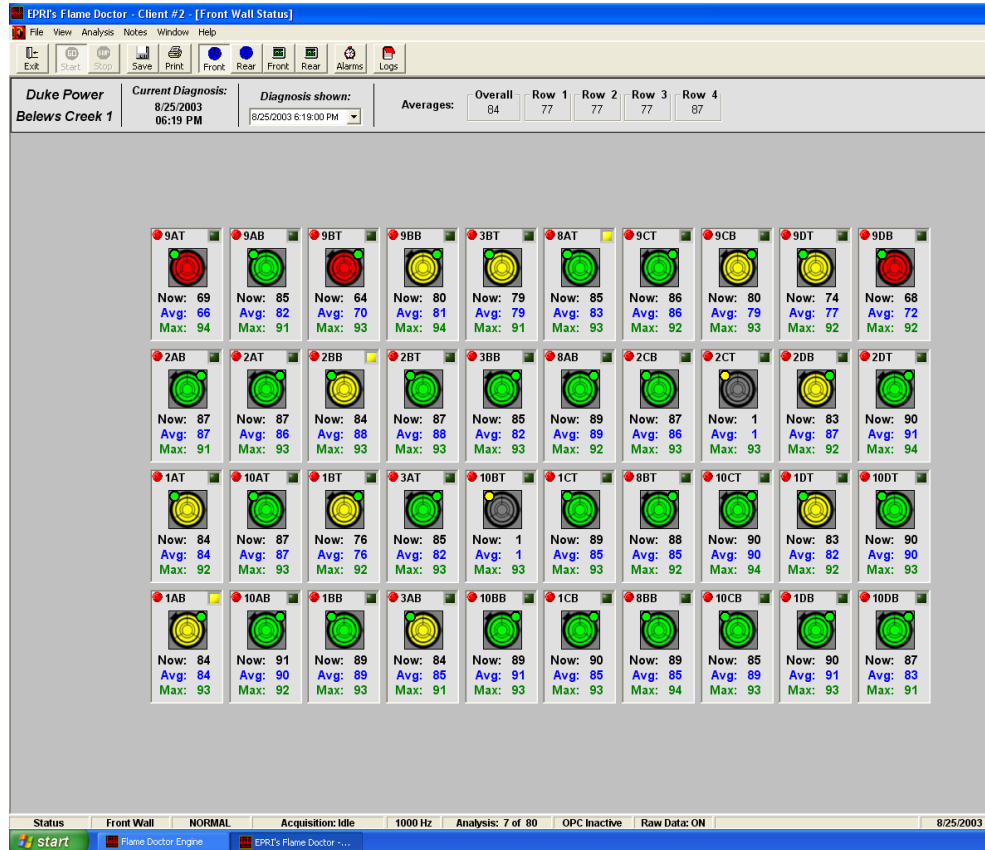 EPRI's Flame Doctor - Client #2 - [Front Wall Status]
File View Analysis Notes Window Help
Exit Start Stop Save Print Front Rear Front Rear Alarms Logs
Duke Power
Belews Creek 1
Current Diagnosis:
8/25/2003
06:19 PM
Diagnosis shown:
8/25/2003 6:19:00 PM
Averages:
Overall Row 1 Row 2 Row 3 Row 4
84 77 77 77 87
9AT 9AB 9BT 9BB 3BT 8AT 9CT 9CB 9DT 9DB
Now: 69 Now: 85 Now: 64 Now: 80 Now: 79 Now: 85 Now: 86 Now: 80 Now: 74 Now: 68
Avg: 66 Avg: 82 Avg: 70 Avg: 81 Avg: 79 Avg: 83 Avg: 86 Avg: 79 Avg: 77 Avg: 72
Max: 94 Max: 91 Max: 93 Max: 94 Max: 91 Max: 93 Max: 92 Max: 93 Max: 92 Max: 92
2AB 2AT 2BB 2BT 3BB 8AB 2CB 2CT 2DB 2DT
Now: 87 Now: 87 Now: 84 Now: 87 Now: 85 Now: 89 Now: 87 Now: 1 Now: 83 Now: 90
Avg: 87 Avg: 86 Avg: 88 Avg: 88 Avg: 82 Avg: 89 Avg: 86 Avg: 1 Avg: 87 Avg: 91
Max: 91 Max: 93 Max: 93 Max: 93 Max: 93 Max: 92 Max: 93 Max: 93 Max: 92 Max: 94
1AT 10AT 1BT 3AT 10BT 1CT 8BT 10CT 1DT 10DT
Now: 84 Now: 87 Now: 76 Now: 85 Now: 1 Now: 89 Now: 88 Now: 90 Now: 83 Now: 90
Avg: 84 Avg: 87 Avg: 76 Avg: 82 Avg: 1 Avg: 85 Avg: 85 Avg: 90 Avg: 82 Avg: 90
Max: 92 Max: 93 Max: 92 Max: 93 Max: 93 Max: 93 Max: 92 Max: 94 Max: 92 Max: 93
1AB 10AB 1BB 3AB 10BB 1CB 8BB 10CB 1DB 10DB
Now: 84 Now: 91 Now: 89 Now: 84 Now: 89 Now: 90 Now: 89 Now: 85 Now: 90 Now: 87
Avg: 84 Avg: 90 Avg: 89 Avg: 85 Avg: 91 Avg: 85 Avg: 85 Avg: 89 Avg: 91 Avg: 83
Max: 93 Max: 92 Max: 93 Max: 91 Max: 93 Max: 93 Max: 94 Max: 93 Max: 93 Max: 91
Status Front Wall NORMAL Acquisition: Idle 1000 Hz Analysis: 7 of 80 OPC Inactive Raw Data: ON 8/25/2003
start Flame Doctor Engine EPRI's Flame Doctor -...